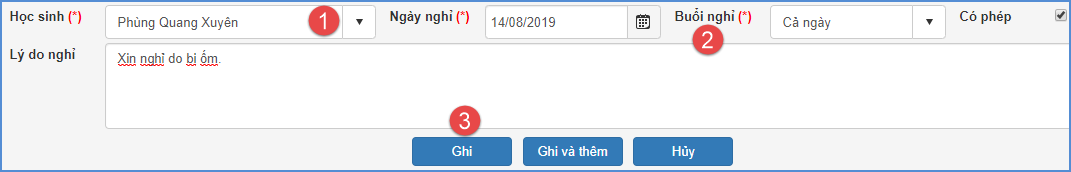 Học sinh (*) Phùng Quang Xuyên 1 Ngày nghỉ (*) 14/08/2019 Buổi nghỉ (*) 2 Cả ngày Có phép
Lý do nghỉ Xin nghỉ do bị ốm.
3
Ghi Ghi và thêm Hủy